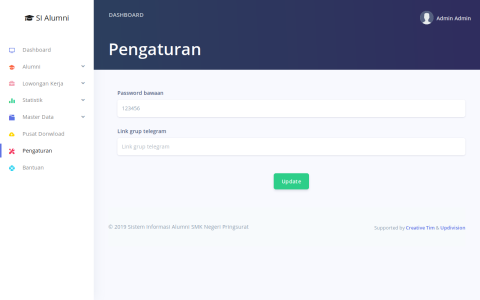 SI Alumni
DASHBOARD
Admin Admin
Pengaturan
Dashboard
Alumni
Lowongan Kerja
Statistik
Master Data
Pusat Donwload
Pengaturan
Bantuan
Password bawaan
123456
Link grup telegram
Link grup telegram
Update
© 2019 Sistem Informasi Alumni SMK Negeri Pringsurat
Supported by Creative Tim & Updivision